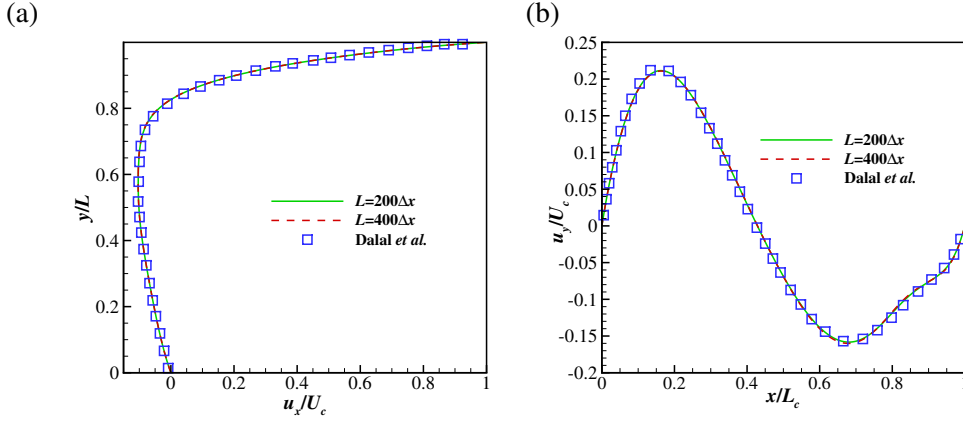 (a)
y/L
0.8
0.6
0.4
0.2
0
0
0.2
0.4
0.6
0.8
1
u_x/U_c
L=200Δx
L=400Δx
Dalal et al.
(b)
u_y/U_c
0.25
0.2
0.15
0.1
0.05
0
-0.05
-0.1
-0.15
-0.2
0
0.2
0.4
0.6
0.8
1
x/L_c
L=200Δx
L=400Δx
Dalal et al.